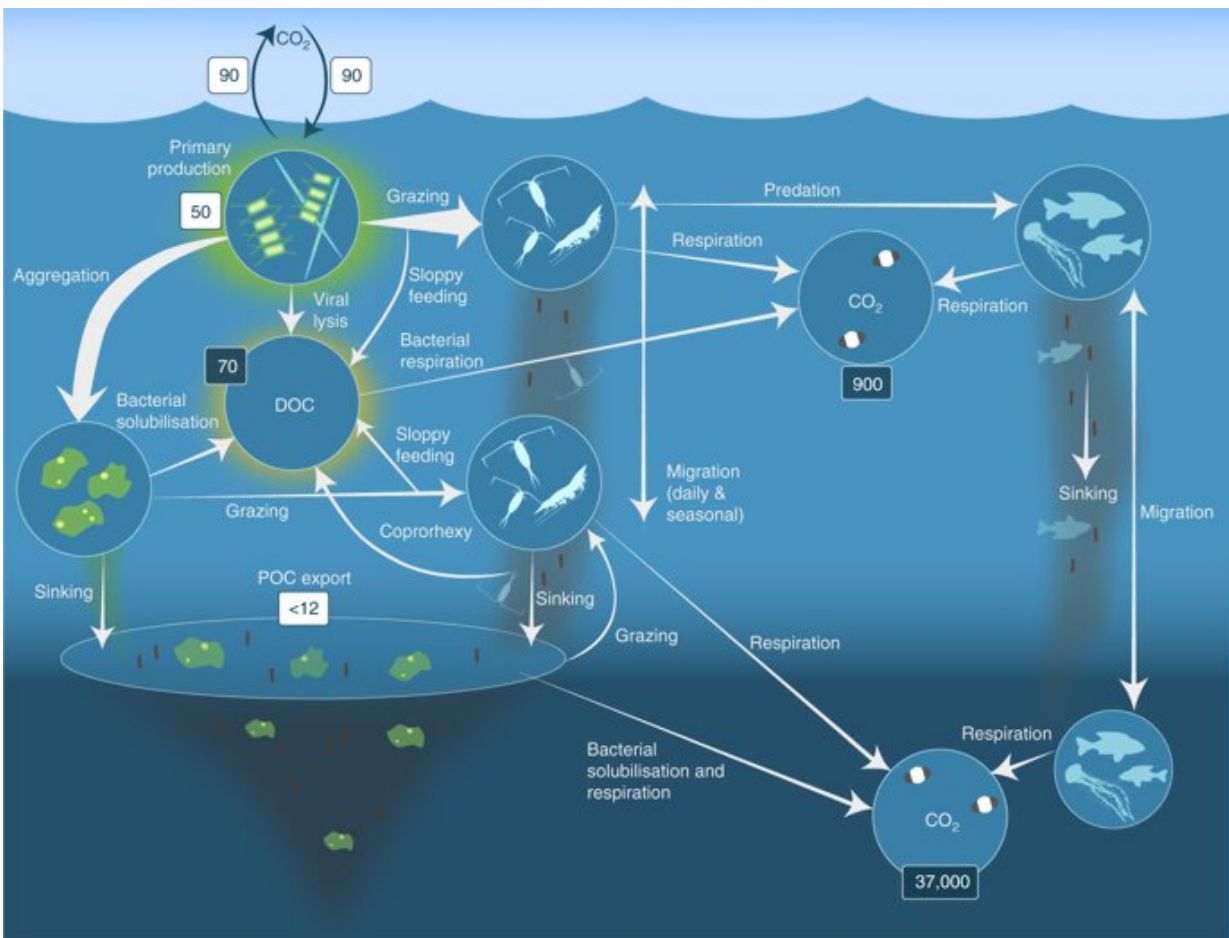 CO₂
90
90
Primary
production
50
Grazing
Predation
Respiration
Aggregation
Sloppy
feeding
Viral
lysis
CO₂
Respiration
Bacterial
respiration
70
900
DOC
Bacterial
solubilisation
Sloppy
feeding
Migration
(daily &
seasonal)
Sinking
Migration
Grazing
Coprorhexy
POC export
<12
Sinking
Sinking
Grazing
Respiration
Respiration
Bacterial
solubilisation and
respiration
CO₂
37,000